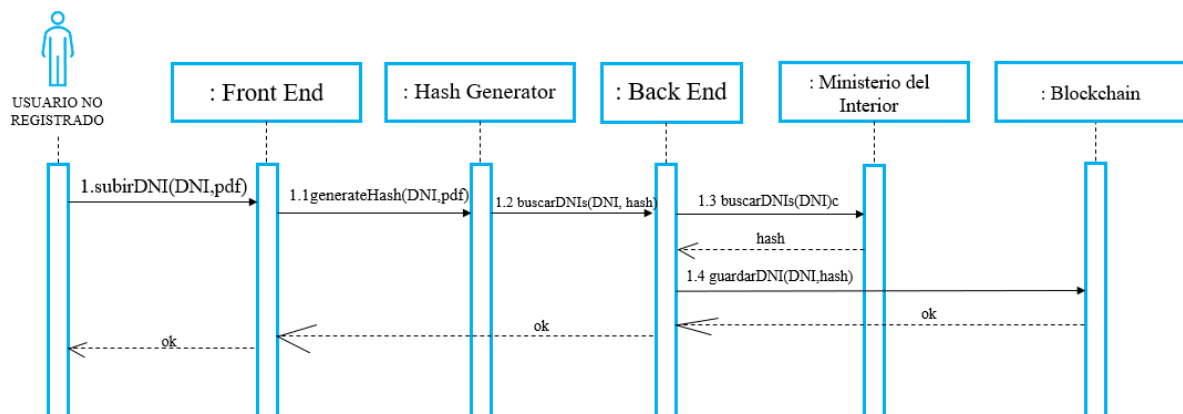 USUARIO NO
REGISTRADO
: Front End
: Hash Generator
: Back End
: Ministerio del
Interior
: Blockchain
1.subirDNI(DNI,pdf)
1.1generateHash(DNI,pdf)
1.2 buscarDNIs(DNI, hash)
1.3 buscarDNIs(DNI)c
hash
1.4 guardarDNI(DNI,hash)
ok
ok
ok